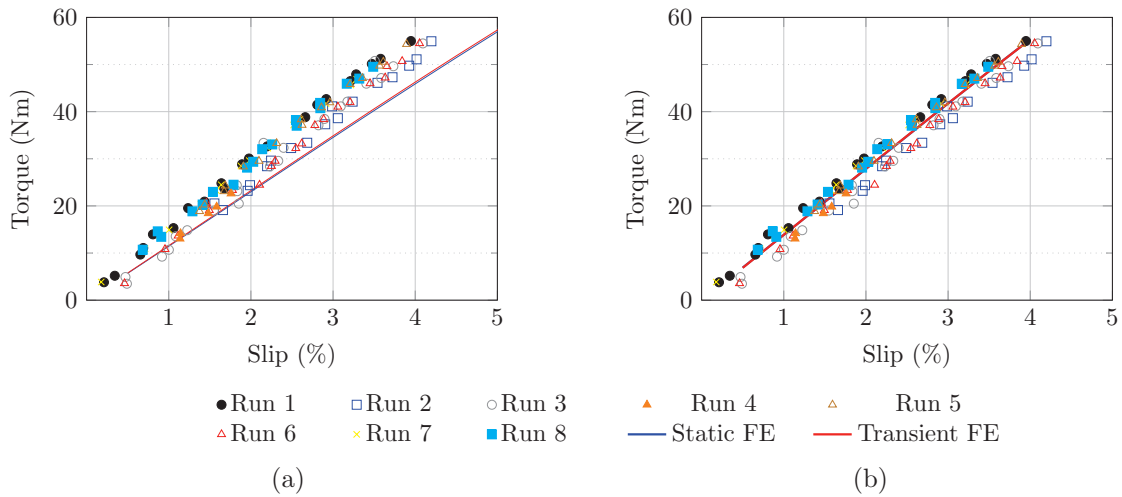 60
40
20
0
1
2
3
4
5
Torque (Nm)
Slip (%)
60
40
20
0
1
2
3
4
5
Torque (Nm)
Slip (%)
Run 1 Run 2 Run 3 Run 4 Run 5
Run 6 Run 7 Run 8 Static FE Transient FE
(a)
(b)